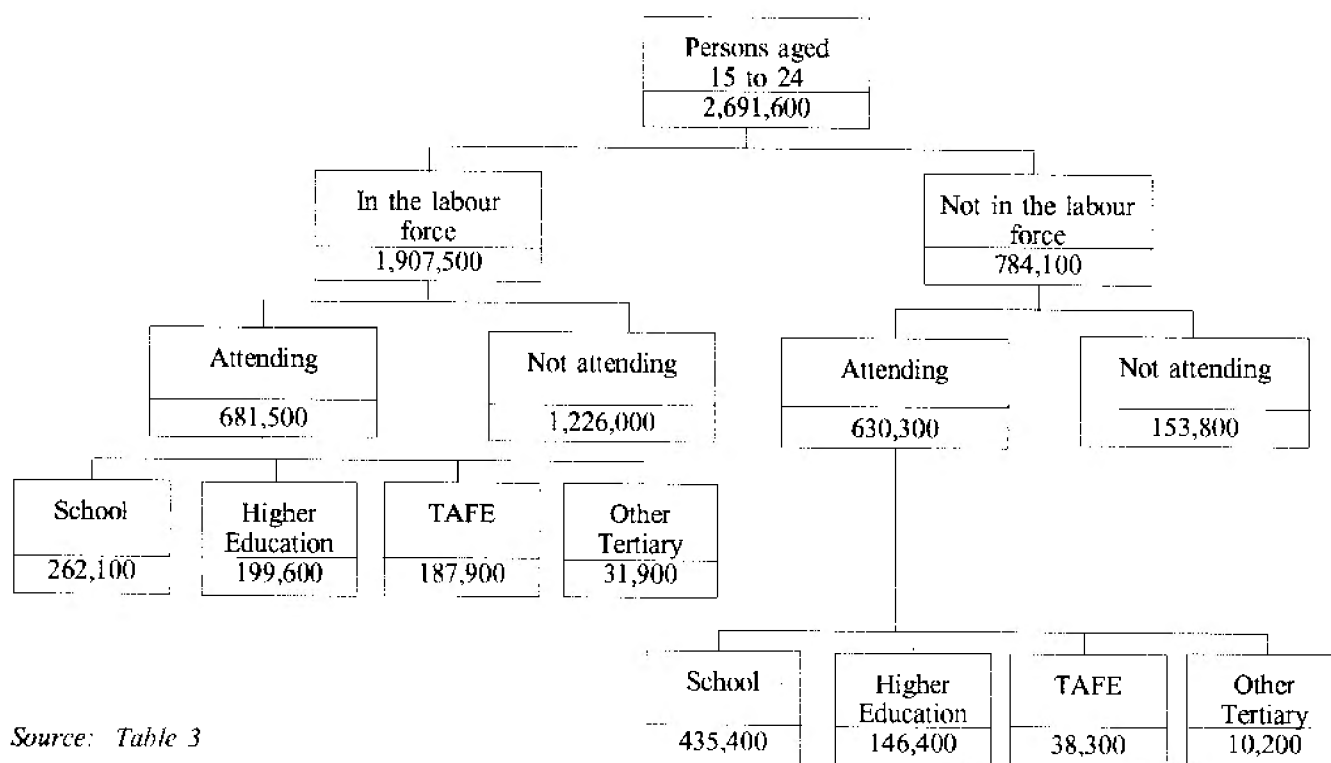 Persons aged
15 to 24
2,691,600
In the labour
force
1,907,500
Not in the labour
force
784,100
Attending
681,500
Not attending
1,226,000
Attending
630,300
Not attending
153,800
School
262,100
Higher
Education
199,600
TAFE
187,900
Other
Tertiary
31,900
School
435,400
Higher
Education
146,400
TAFE
38,300
Other
Tertiary
10,200
Source: Table 3